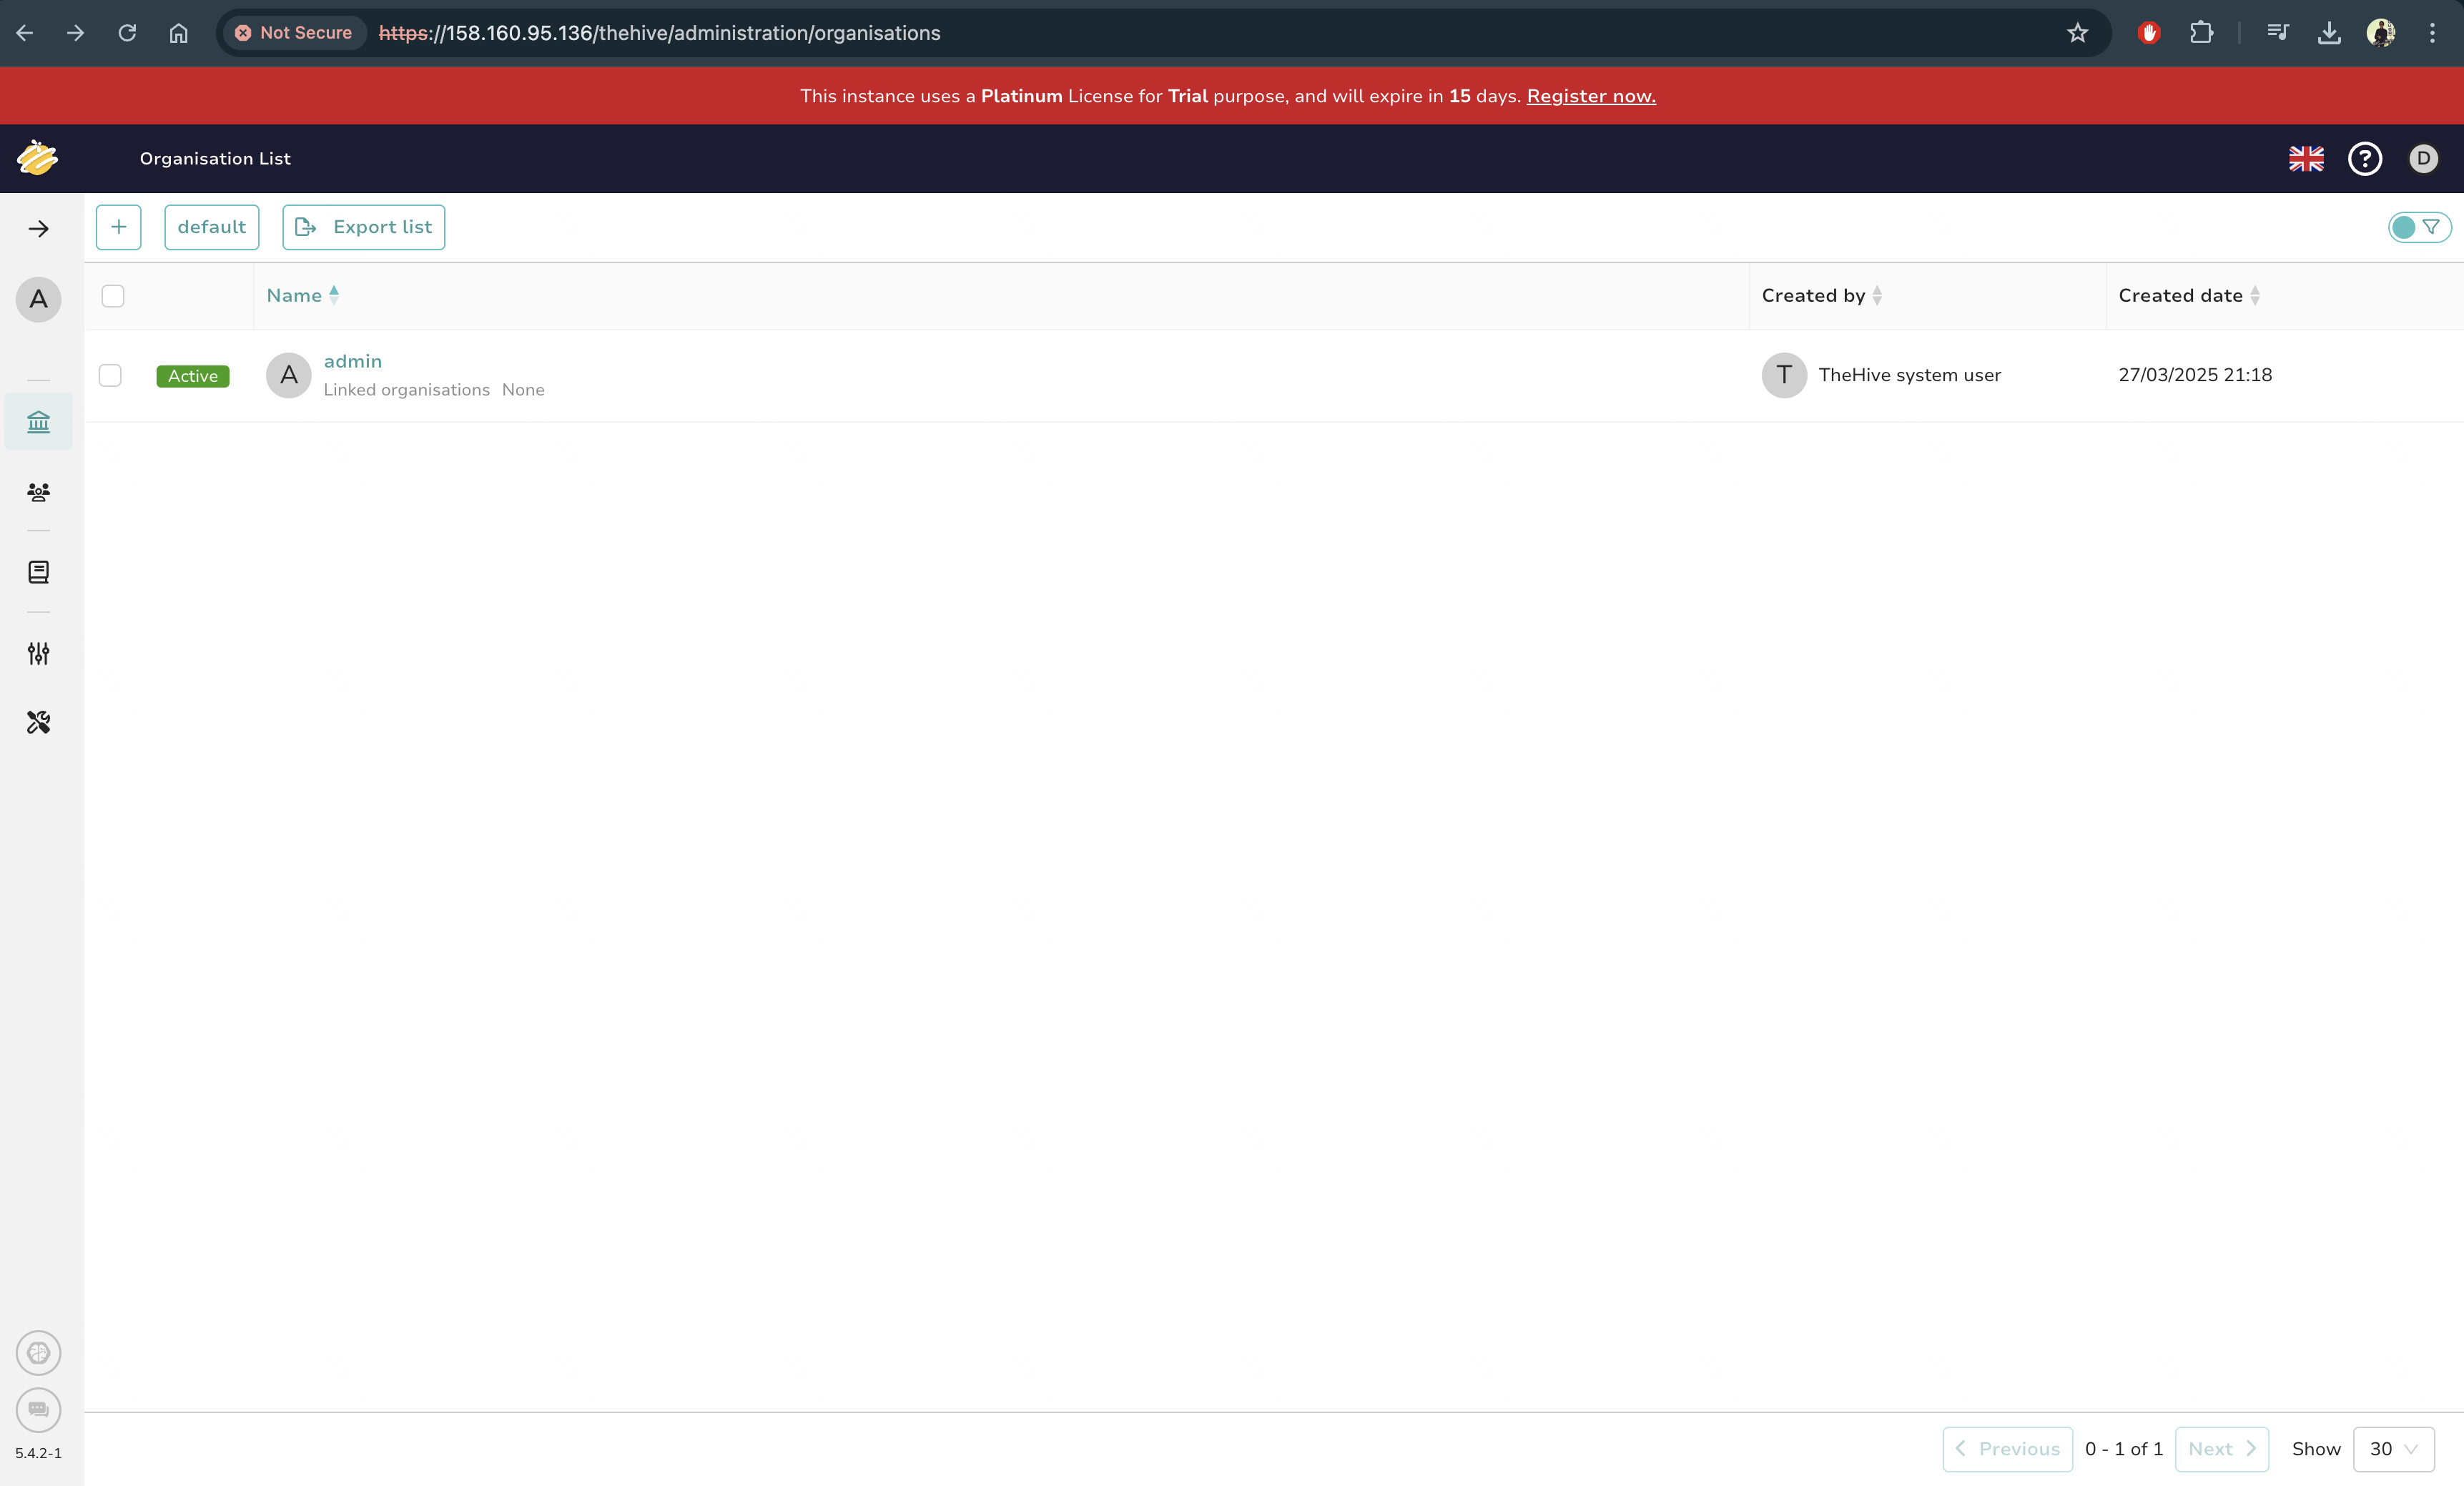 Not Secure https://158.160.95.136/thehive/administration/organisations
This instance uses a Platinum License for Trial purpose, and will expire in 15 days. Register now.
Organisation List
? D
+ default Export list
A
Name Created by Created date
Active A admin T TheHive system user 27/03/2025 21:18
Linked organisations None
5.4.2-1
Previous 0 - 1 of 1 Next Show 30